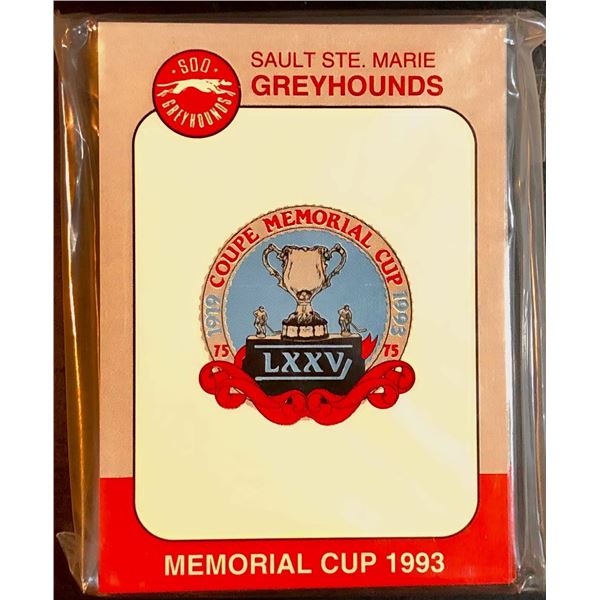 SOO
GREYHOUNDS
SAULT STE. MARIE
GREYHOUNDS
1919 COUPE MEMORIAL CUP 1993
75 75
LXXV
MEMORIAL CUP 1993